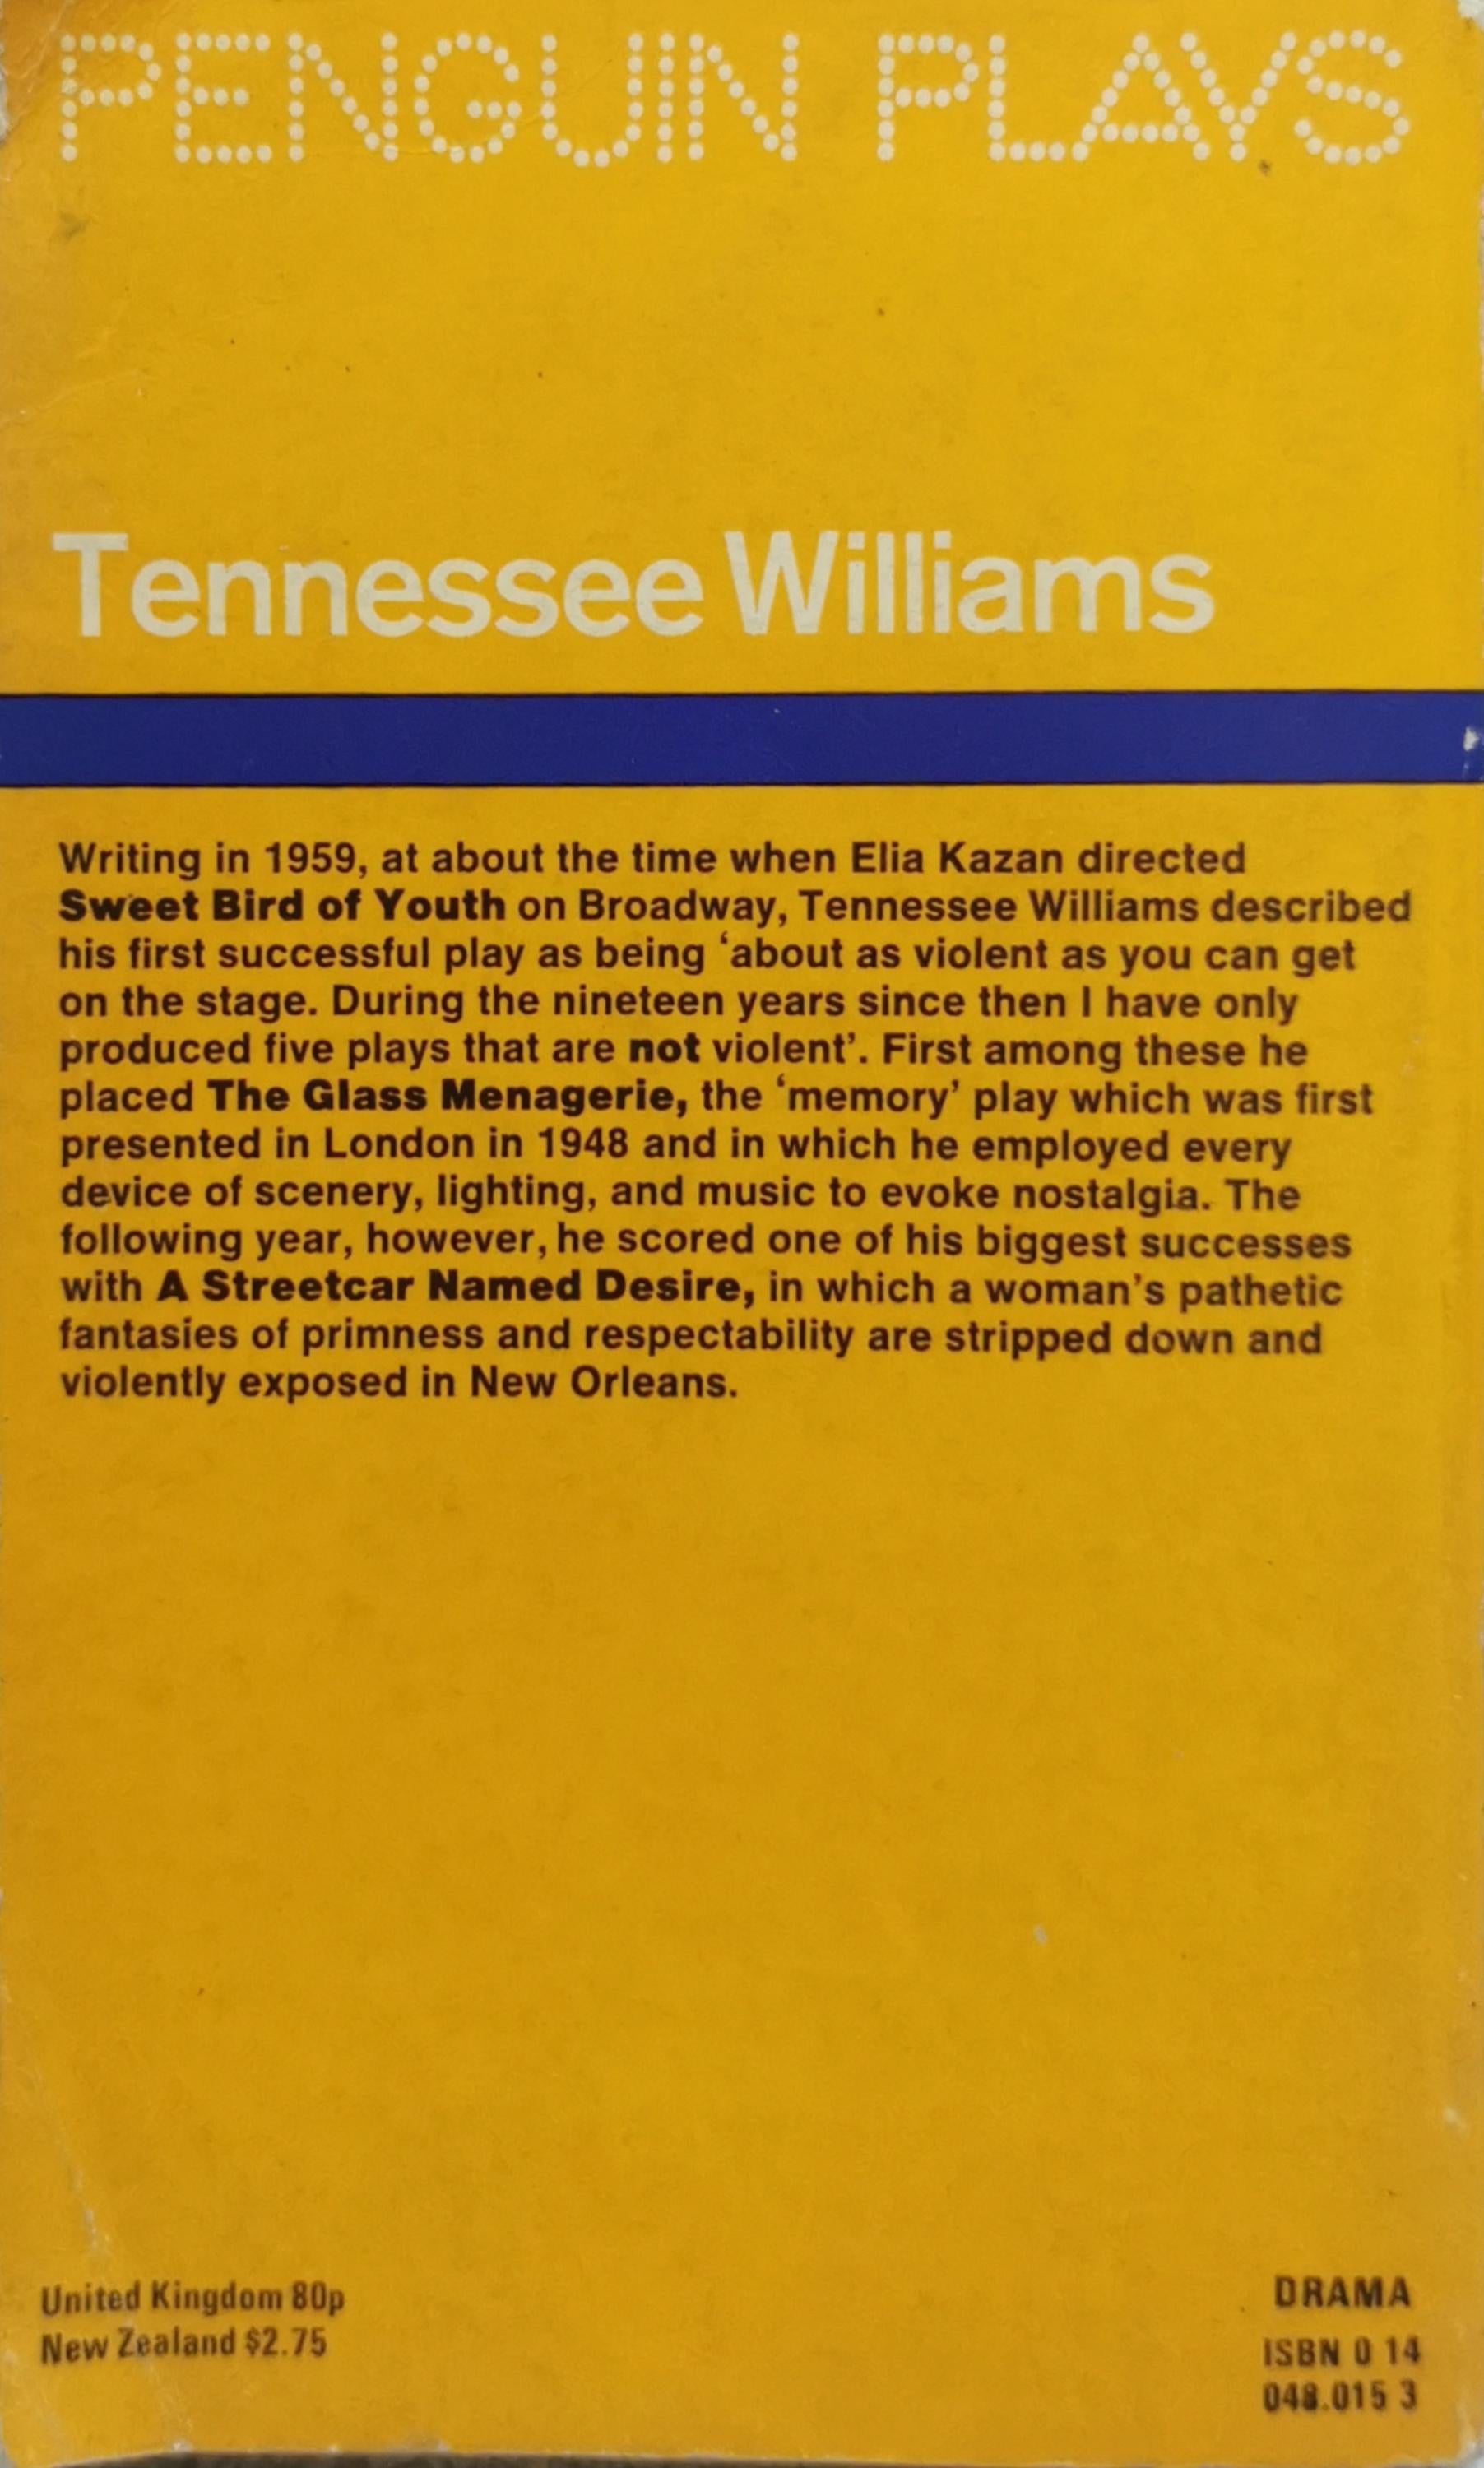 PENGUIN PLAYS
Tennessee Williams
Writing in 1959, at about the time when Elia Kazan directed
Sweet Bird of Youth on Broadway, Tennessee Williams described
his first successful play as being ‘about as violent as you can get
on the stage. During the nineteen years since then I have only
produced five plays that are not violent’. First among these he
placed The Glass Menagerie, the ‘memory’ play which was first
presented in London in 1948 and in which he employed every
device of scenery, lighting, and music to evoke nostalgia. The
following year, however, he scored one of his biggest successes
with A Streetcar Named Desire, in which a woman’s pathetic
fantasies of primness and respectability are stripped down and
violently exposed in New Orleans.
United Kingdom 80p
New Zealand $2.75
DRAMA
ISBN 0 14
048.015 3